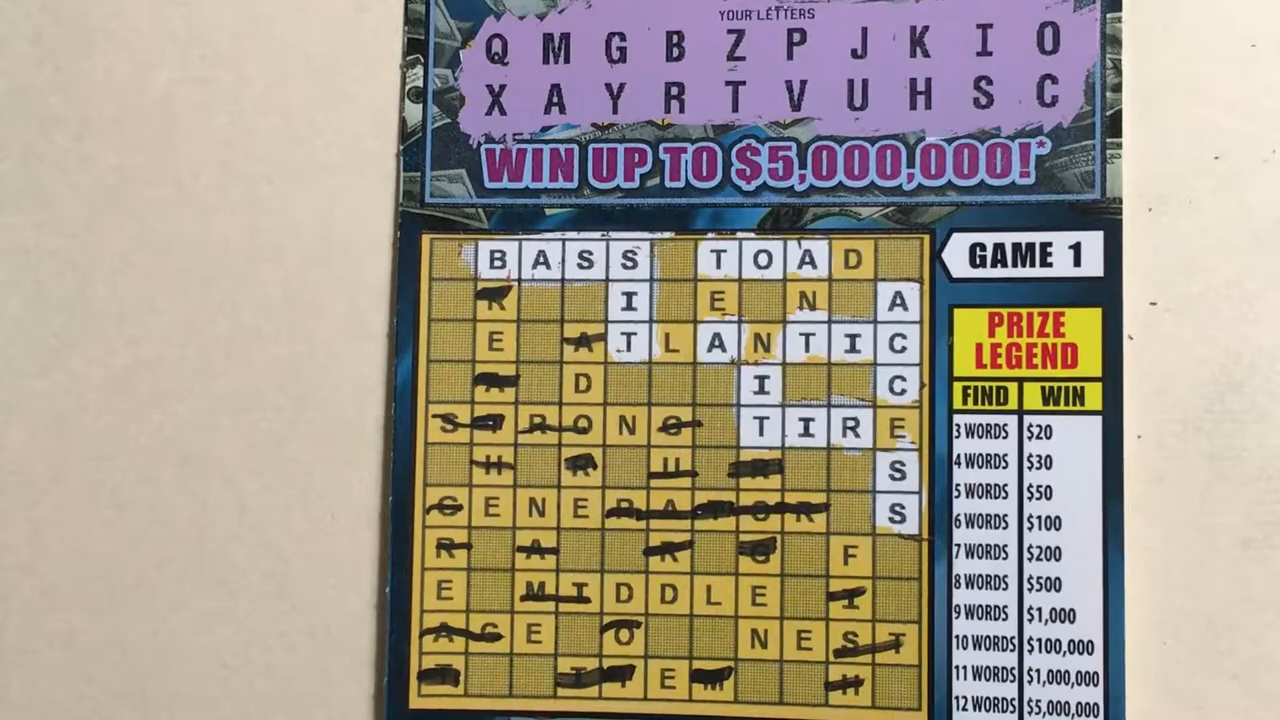 YOUR LETTERS
Q M G B Z P J K I O
X A Y R T V U H S C
WIN UP TO $5,000,000!*
GAME 1
PRIZE LEGEND
FIND WIN
3 WORDS $20
4 WORDS $30
5 WORDS $50
6 WORDS $100
7 WORDS $200
8 WORDS $500
9 WORDS $1,000
10 WORDS $100,000
11 WORDS $1,000,000
12 WORDS $5,000,000
B A S S T O A D
R I E N A
E A T L A N T I C
D I C
S T R O N G T I R E
H R U R S
G E N E R A T O R S
R A R G F
E M I D D L E I
A G E O N E S T
T I T E M H